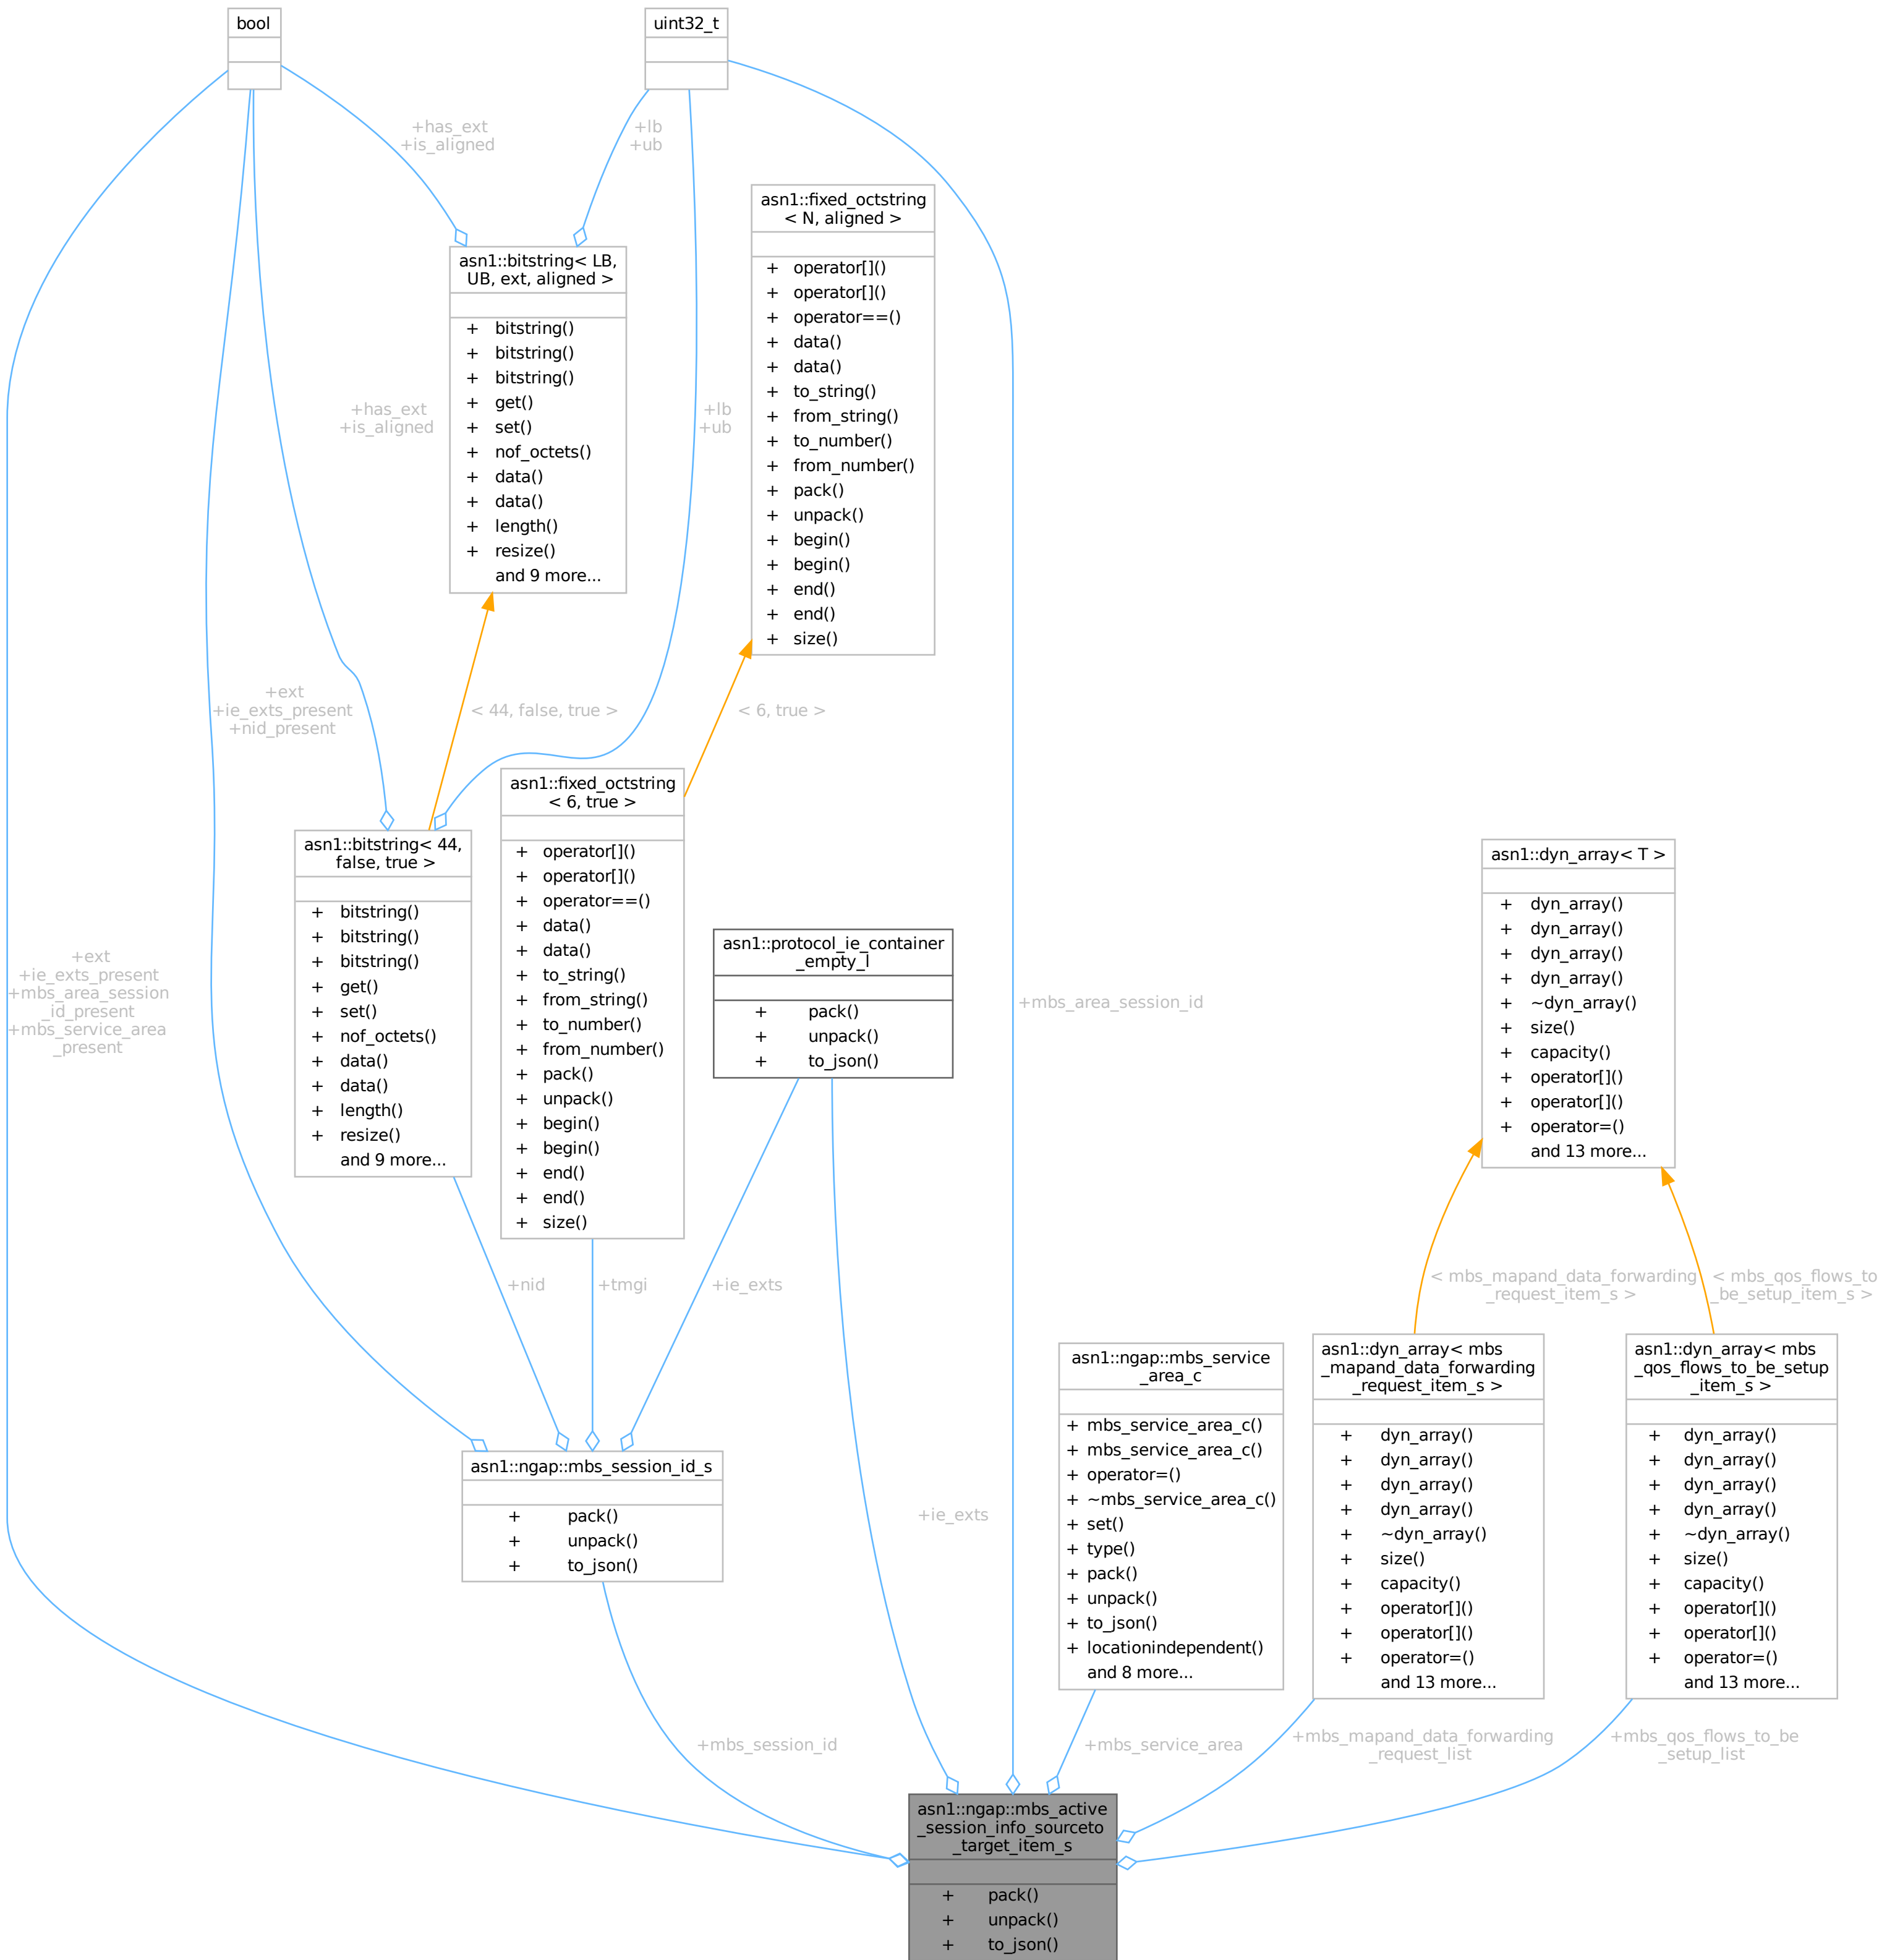 bool
uint32_t
+has_ext
+is_aligned
+lb
+ub
asn1::fixed_octstring
< N, aligned >
+ operator[]()
+ operator[]()
+ operator==()
+ data()
+ data()
+ to_string()
+ from_string()
+ to_number()
+ from_number()
+ pack()
+ unpack()
+ begin()
+ begin()
+ end()
+ end()
+ size()
asn1::bitstring< LB,
UB, ext, aligned >
+ bitstring()
+ bitstring()
+ bitstring()
+ get()
+ set()
+ nof_octets()
+ data()
+ data()
+ length()
+ resize()
and 9 more...
+has_ext
+is_aligned
+lb
+ub
+ext
+ie_exts_present
+nid_present
< 44, false, true >
< 6, true >
asn1::bitstring< 44,
false, true >
+ bitstring()
+ bitstring()
+ bitstring()
+ get()
+ set()
+ nof_octets()
+ data()
+ data()
+ length()
+ resize()
and 9 more...
asn1::fixed_octstring
< 6, true >
+ operator[]()
+ operator[]()
+ operator==()
+ data()
+ data()
+ to_string()
+ from_string()
+ to_number()
+ from_number()
+ pack()
+ unpack()
+ begin()
+ begin()
+ end()
+ end()
+ size()
asn1::protocol_ie_container
_empty_l
+ pack()
+ unpack()
+ to_json()
asn1::dyn_array< T >
+ dyn_array()
+ dyn_array()
+ dyn_array()
+ dyn_array()
+ ~dyn_array()
+ size()
+ capacity()
+ operator[]()
+ operator[]()
+ operator=()
and 13 more...
+ext
+ie_exts_present
+mbs_area_session
_id_present
+mbs_service_area
_present
+mbs_area_session_id
+nid
+tmgi
+ie_exts
< mbs_mapand_data_forwarding
_request_item_s >
< mbs_qos_flows_to
_be_setup_item_s >
asn1::ngap::mbs_session_id_s
+ pack()
+ unpack()
+ to_json()
+ie_exts
asn1::ngap::mbs_service
_area_c
+ mbs_service_area_c()
+ mbs_service_area_c()
+ operator=()
+ ~mbs_service_area_c()
+ set()
+ type()
+ pack()
+ unpack()
+ to_json()
+ locationindependent()
and 8 more...
asn1::dyn_array< mbs
_mapand_data_forwarding
_request_item_s >
+ dyn_array()
+ dyn_array()
+ dyn_array()
+ dyn_array()
+ ~dyn_array()
+ size()
+ capacity()
+ operator[]()
+ operator[]()
+ operator=()
and 13 more...
asn1::dyn_array< mbs
_qos_flows_to_be_setup
_item_s >
+ dyn_array()
+ dyn_array()
+ dyn_array()
+ dyn_array()
+ ~dyn_array()
+ size()
+ capacity()
+ operator[]()
+ operator[]()
+ operator=()
and 13 more...
+mbs_session_id
+mbs_service_area
+mbs_mapand_data_forwarding
_request_list
+mbs_qos_flows_to_be
_setup_list
asn1::ngap::mbs_active
_session_info_sourceto
_target_item_s
+ pack()
+ unpack()
+ to_json()